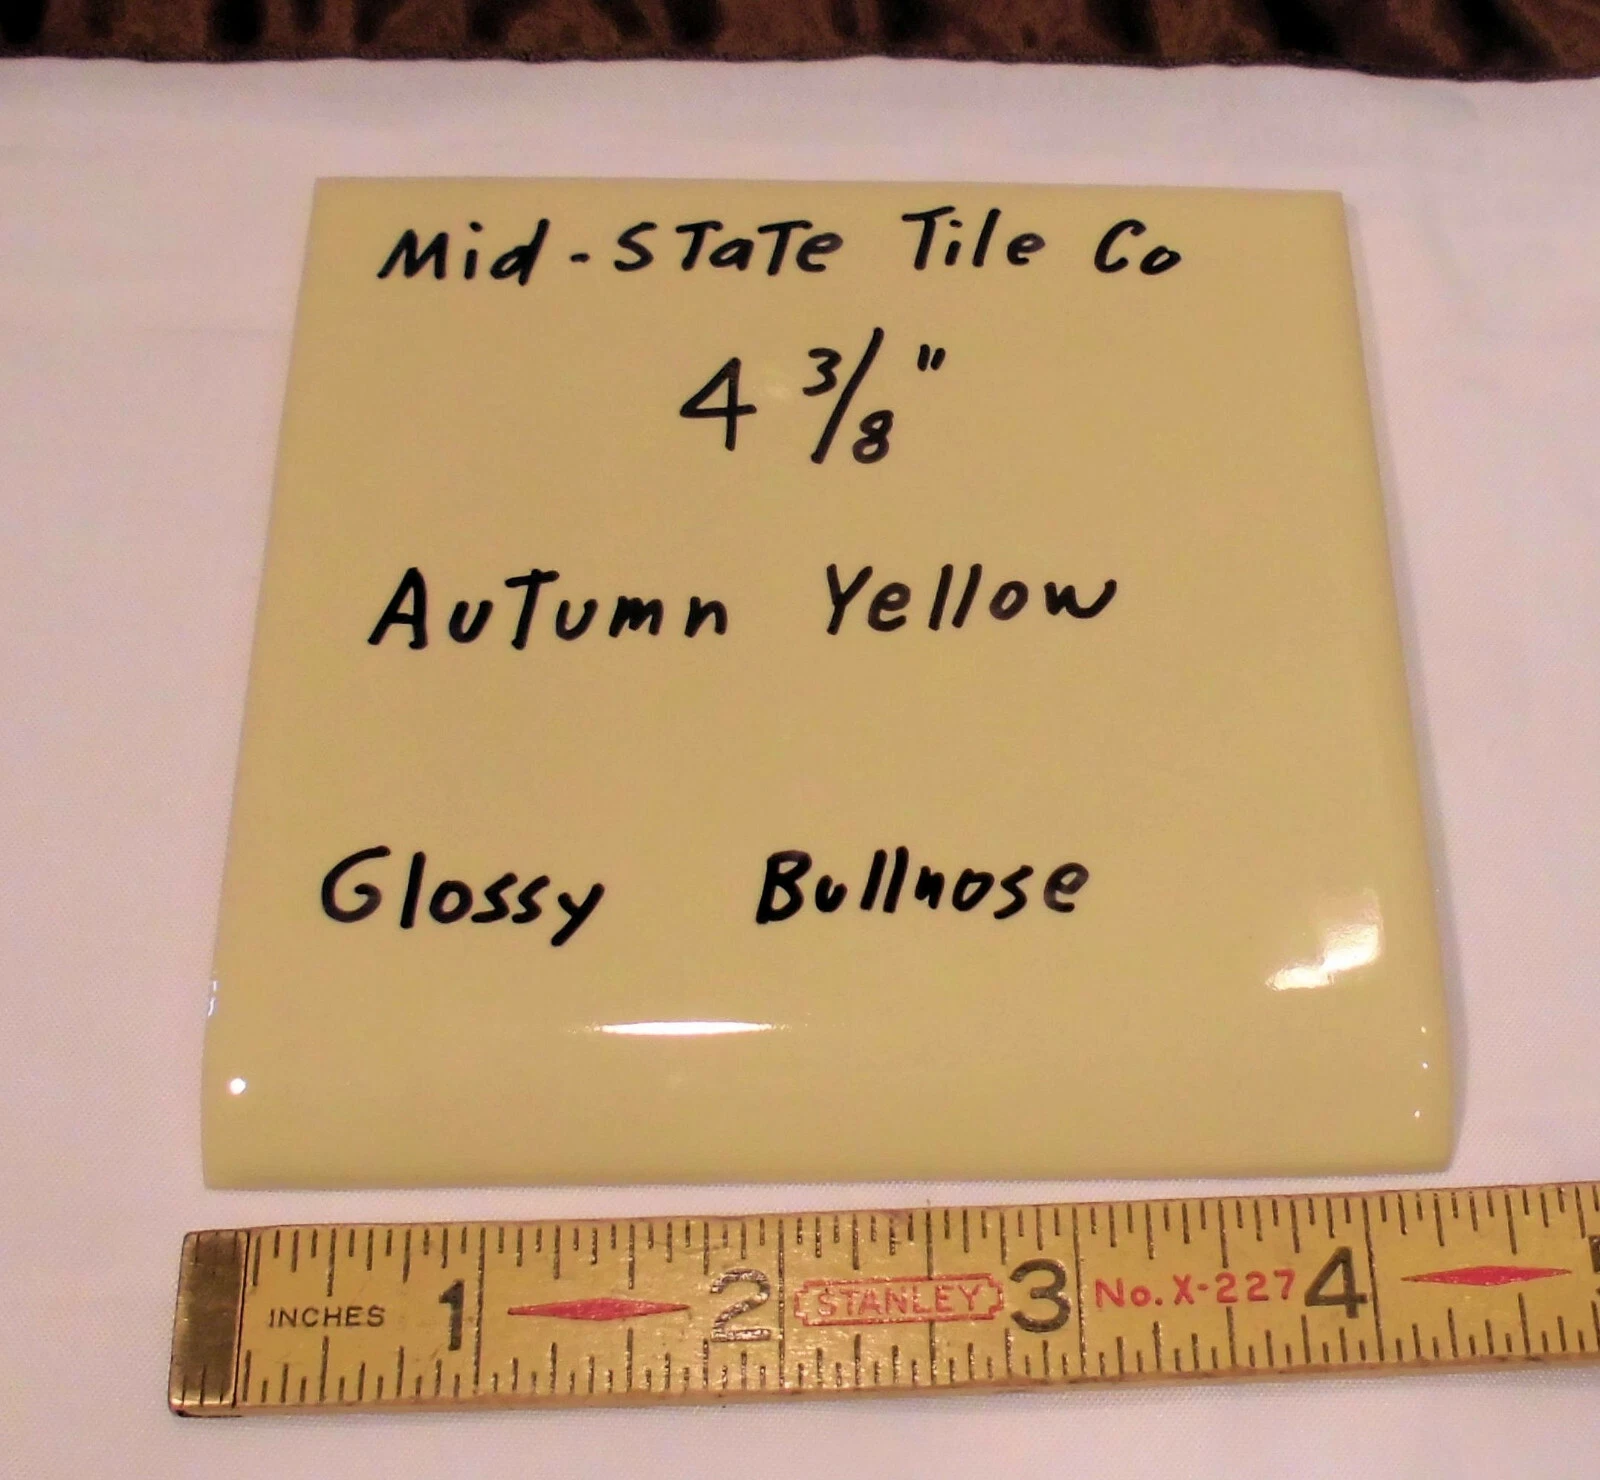 Mid-State Tile Co
4 3/8"
Autumn Yellow
Glossy Bullnose
INCHES 1 2 STANLEY 3 No. X-227 4